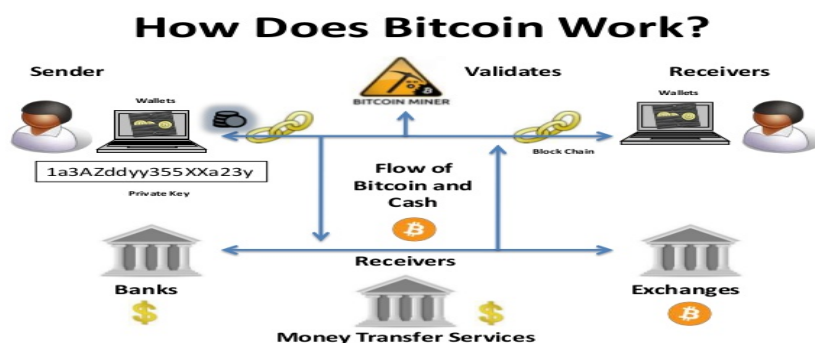 How Does Bitcoin Work?
Sender
Validates
Receivers
Wallets
BITCOIN MINER
Wallets
1a3AZddyy355XXa23y
Private Key
Block Chain
Flow of
Bitcoin and
Cash
Receivers
Banks
Exchanges
Money Transfer Services